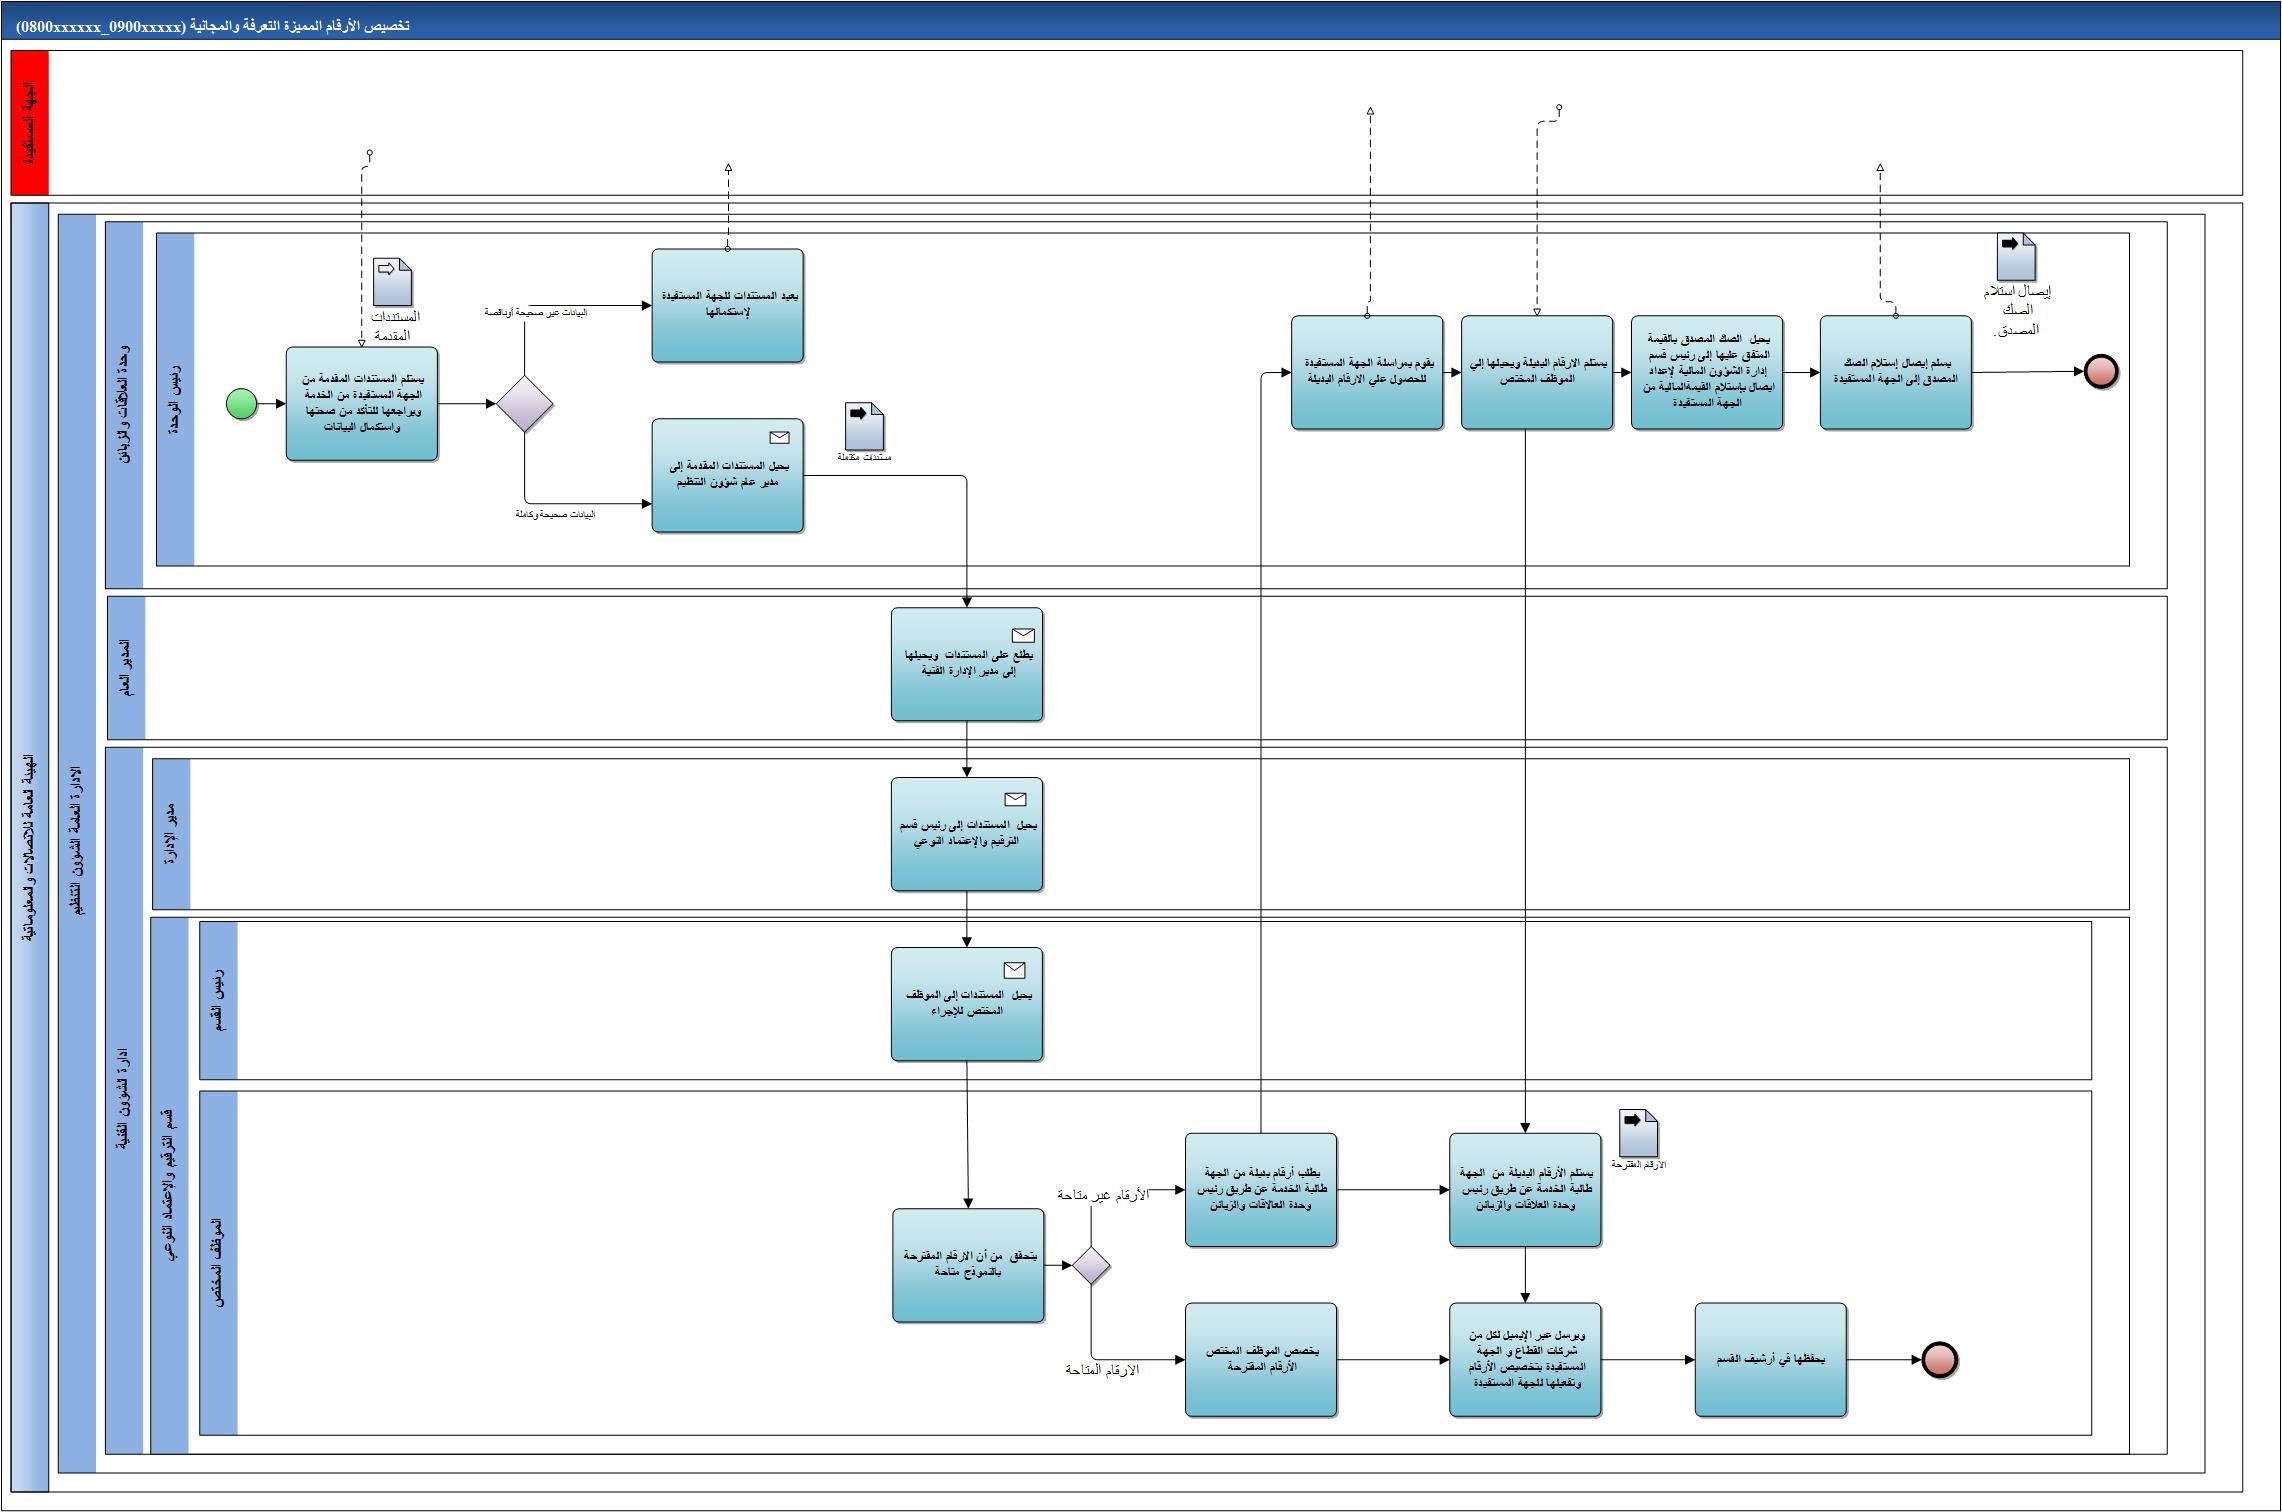 تخصيص الأرقام المميزة التعرفة والمجانية (0800xxxxxx_0900xxxxx)
الجهة المستفيدة
الهيئة العامة للاتصالات والمعلوماتية
الادارة العامة الشؤون التنظيم
وحدة العلاقات والزبائن
رئيس الوحدة
المستندات
المقدمة
يستلم المستندات المقدمة من
الجهة المستفيدة من الخدمة
ويراجعها للتأكد من صحتها
واستكمال البيانات
البيانات غير صحيحة أوناقصة
البيانات صحيحة وكاملة
يعيد المستندات للجهة المستفيدة
لإستكمالها
يحيل المستندات المقدمة إلى
مدير عام شؤون التنظيم
مستندات مكتملة
يقوم بمراسلة الجهة المستفيدة
للحصول علي الارقام البديلة
يستلم الارقام البديلة ويحيلها إلي
الموظف المختص
يحيل الصك المصدق بالقيمة
المتفق عليها إلى رئيس قسم
إدارة الشؤون المالية لإعداد
ايصال بإستلام القيمةالمالية من
الجهة المستفيدة
يسلم إيصال إستلام الصك
المصدق إلى الجهة المستفيدة
إيصال استلام
الصك
المصدق.
المدير العام
يطلع على المستندات ويحيلها
إلى مدير الإدارة الفنية
ادارة الشؤون الفنية
مدير الإدارة
يحيل المستندات إلى رئيس قسم
الترقيم والإعتماد النوعي
قسم الترقيم والإعتماد النوعي
رئيس القسم
يحيل المستندات إلى الموظف
المختص للإجراء
الموظف المختص
يتحقق من أن الارقام المقترحة
بالنموذج متاحة
الأرقام غير متاحة
الارقام المتاحة
يطلب أرقام بديلة من الجهة
طالبة الخدمة عن طريق رئيس
وحدة العالاقات والزبائن
يستلم الأرقام البديلة من الجهة
طالبة الخدمة عن طريق رئيس
وحدة العلاقات والزبائن
الارقام المقترحة
يخصص الموظف المختص
الأرقام المقترحة
ويرسل عبر الإيميل لكل من
شركات القطاع و الجهة
المستفيدة بتخصيص الأرقام
وتفعيلها للجهة المستفيدة
يحفظها في أرشيف القسم